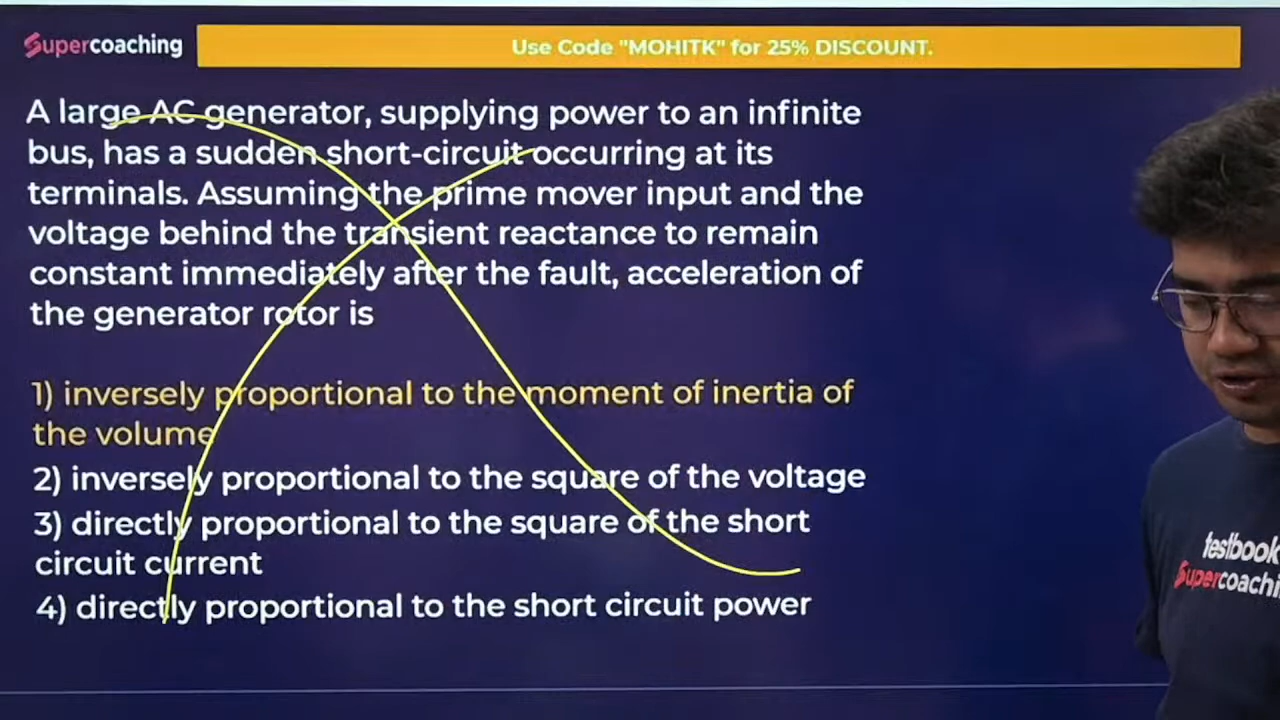 Supercoaching
Use Code "MOHITK" for 25% DISCOUNT.
A large AC generator, supplying power to an infinite
bus, has a sudden short-circuit occurring at its
terminals. Assuming the prime mover input and the
voltage behind the transient reactance to remain
constant immediately after the fault, acceleration of
the generator rotor is
1) inversely proportional to the moment of inertia of
the volume
2) inversely proportional to the square of the voltage
3) directly proportional to the square of the short
circuit current
4) directly proportional to the short circuit power
testbook
Supercoachi